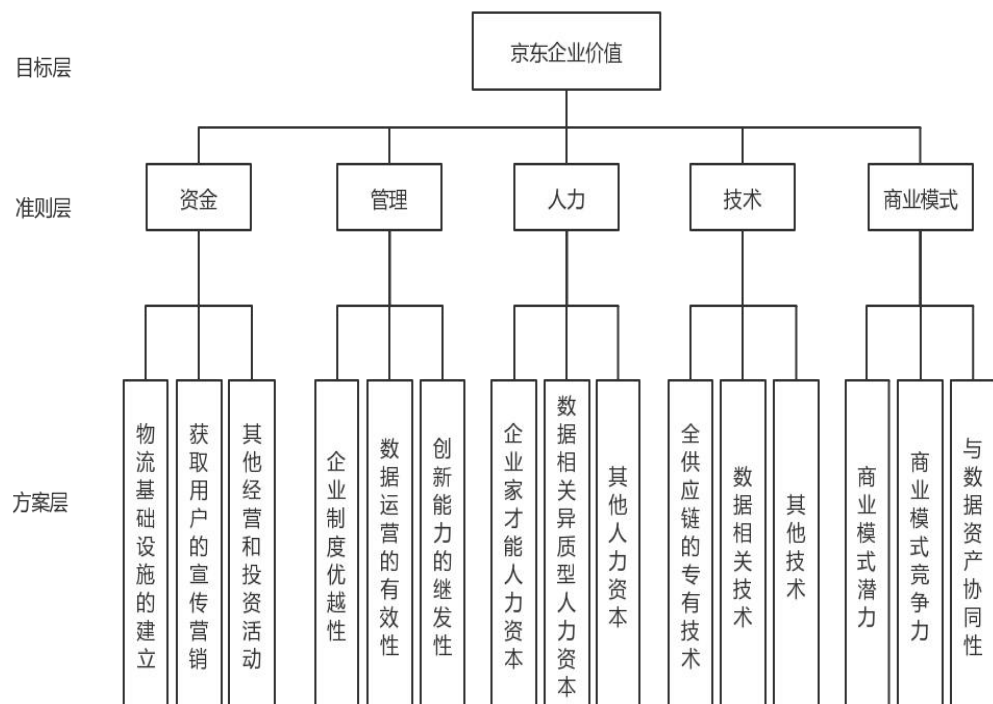 京东企业价值
目标层
准则层
资金
管理
人力
技术
商业模式
方案层
物流基础设施的建立
获取用户的宣传营销
其他经营和投资活动
企业制度优越性
数据运营的有效性
创新能力的继发性
企业家才能人力资本
数据相关异质型人力资本
其他人力资本
全供应链的专有技术
数据相关技术
其他技术
商业模式潜力
商业模式竞争力
与数据资产协同性